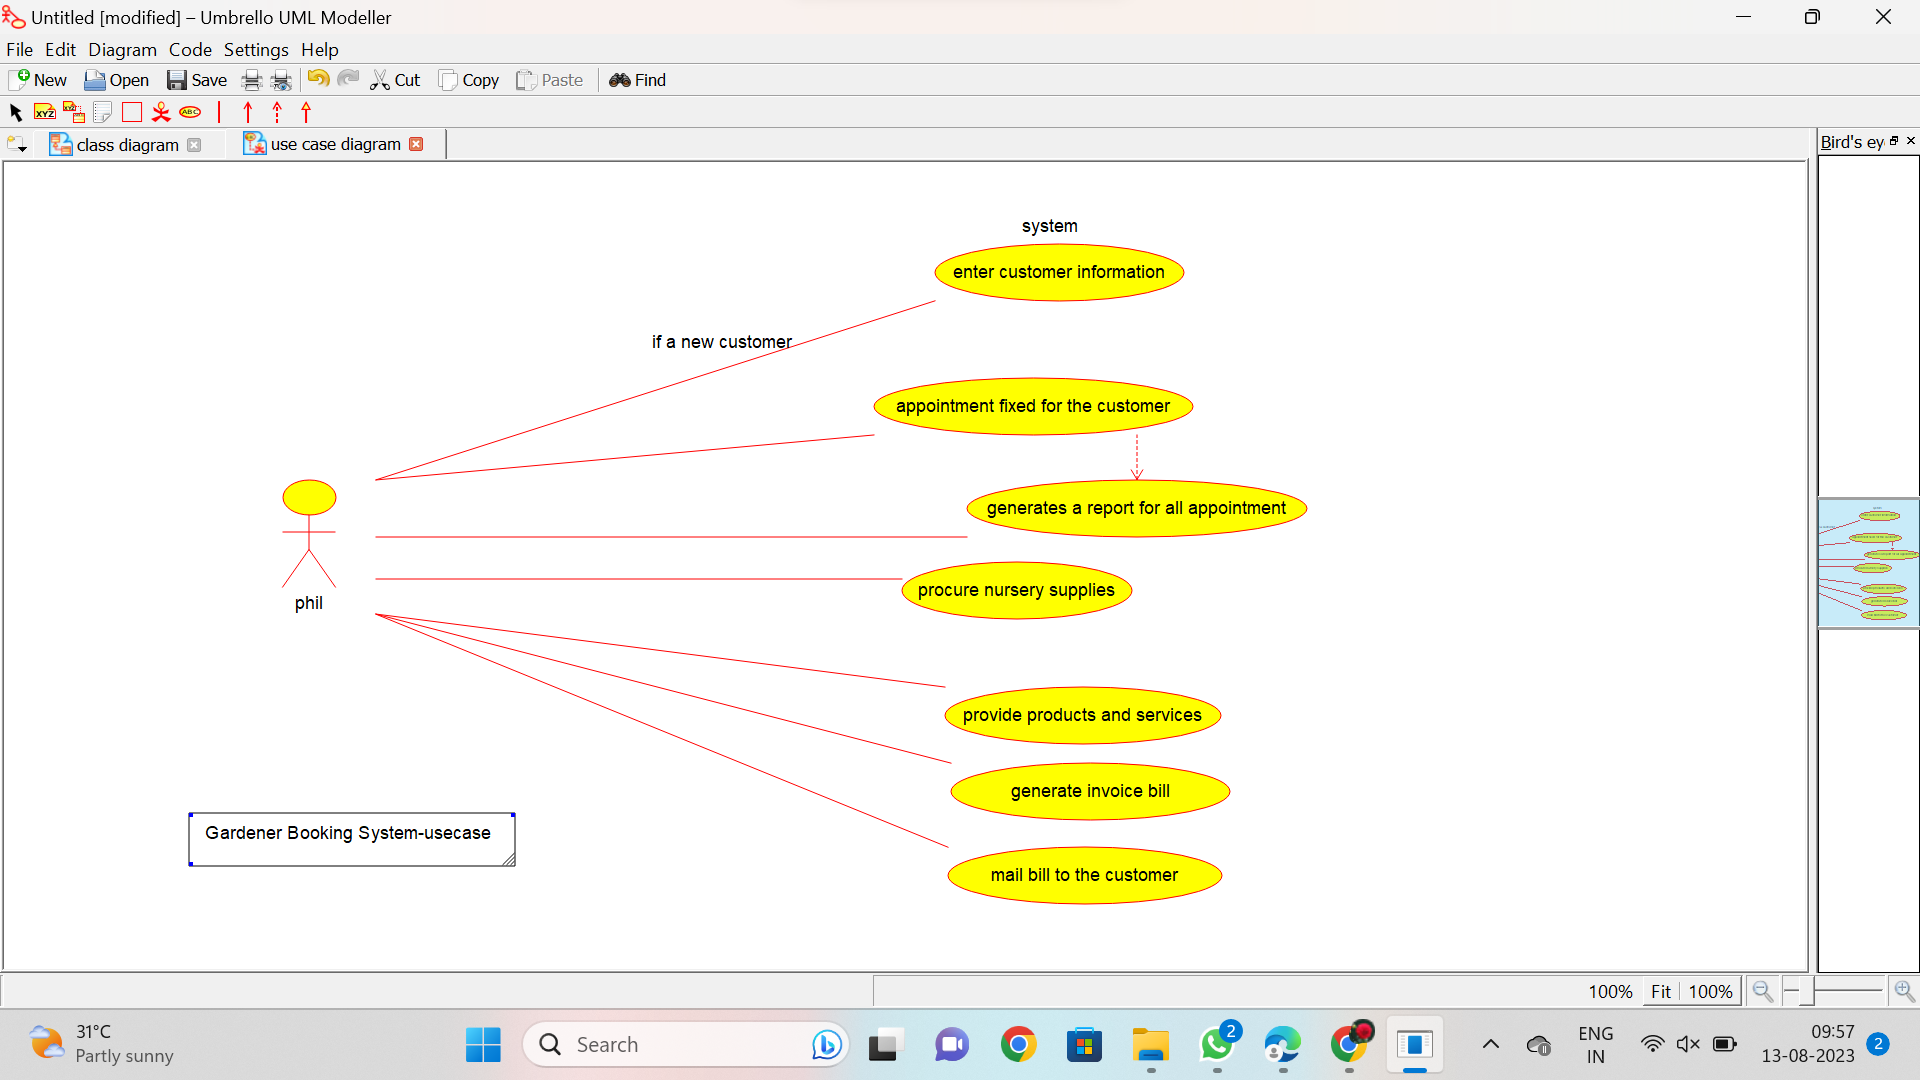 Untitled [modified] – Umbrello UML Modeller
File Edit Diagram Code Settings Help
New Open Save Cut Copy Paste Find
XYZ XYZ ABC
class diagram use case diagram
Bird's ey
system
enter customer information
if a new customer
appointment fixed for the customer
generates a report for all appointment
procure nursery supplies
phil
provide products and services
generate invoice bill
Gardener Booking System-usecase
mail bill to the customer
100% Fit 100%
31°C
Partly sunny
Search
2
ENG
IN
09:57
13-08-2023
2